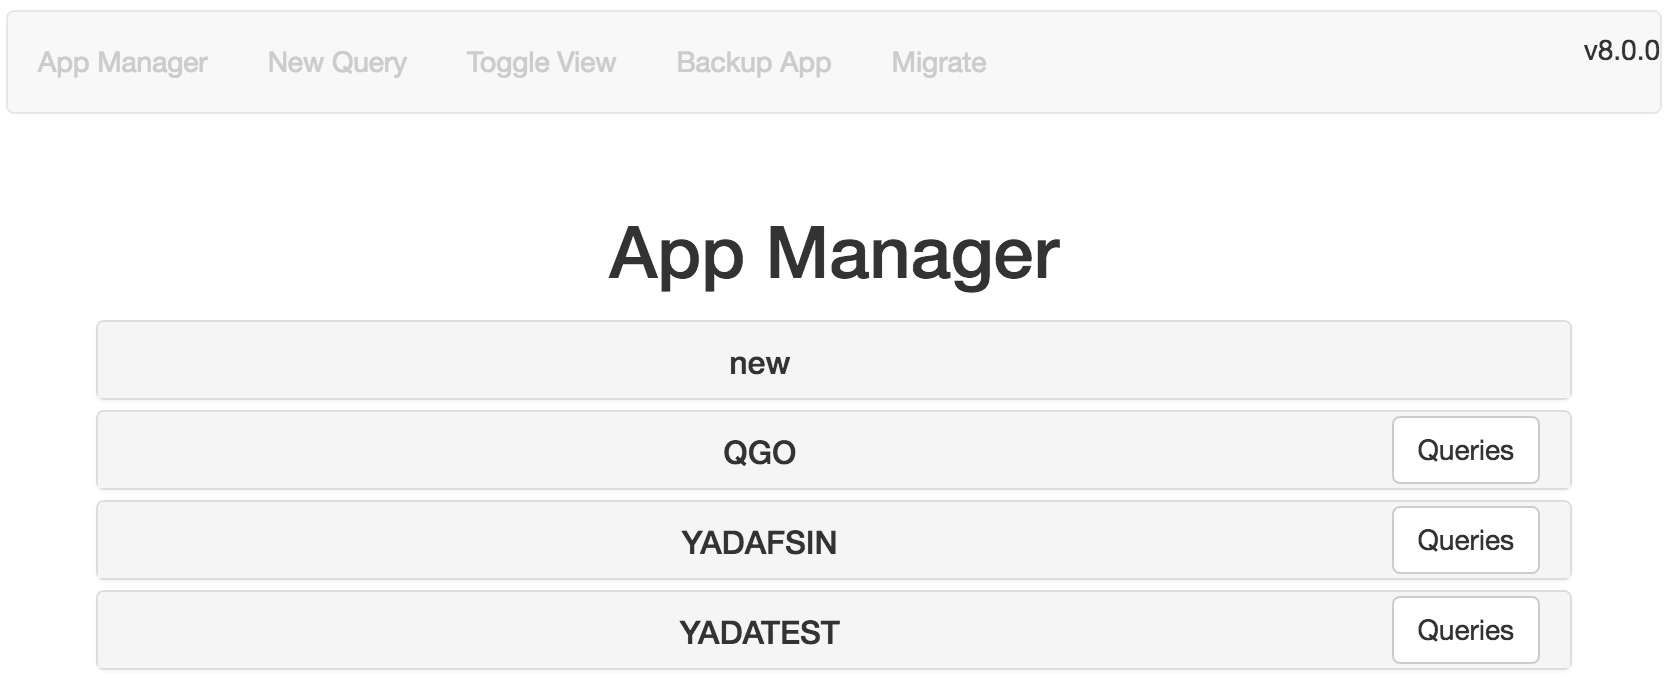 App Manager New Query Toggle View Backup App Migrate v8.0.0
App Manager
new
QGO Queries
YADAFSIN Queries
YADATEST Queries